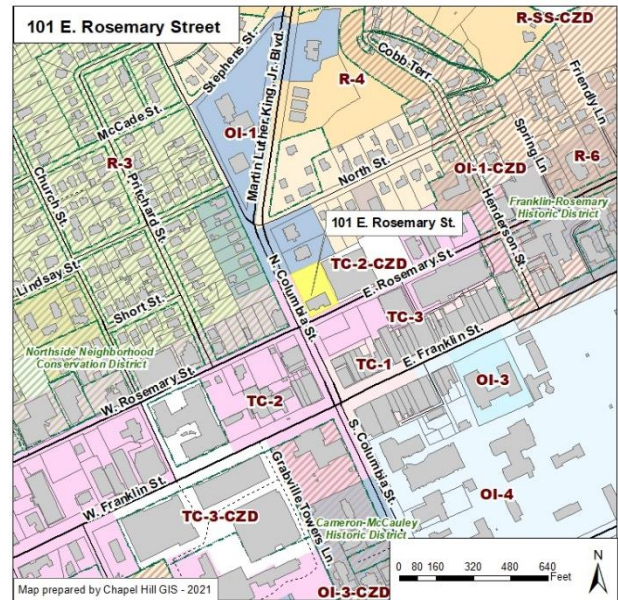 101 E. Rosemary Street
R-SS-CZD
Stephens St.
Martin Luther King, Jr. Blvd.
R-4
Cobb Terr.
Friendly Ln
McCade St.
OI-1
Spring Ln
R-3
North St.
OI-1-CZD
R-6
Church St.
Pritchard St.
Henderson St.
Franklin-Rosemary
Historic District
101 E. Rosemary St.
Lindsay St.
N. Columbia St.
TC-2-CZD
E. Rosemary St.
Short St.
TC-3
E. Franklin St.
Northside Neighborhood
Conservation District
TC-1
OI-3
W. Rosemary St.
TC-2
S. Columbia St.
W. Franklin St.
Granville Towers Ln.
OI-4
TC-3-CZD
Cameron-McCauley
Historic District
OI-3-CZD
0 80 160 320 480 640
Feet
N
Map prepared by Chapel Hill GIS - 2021